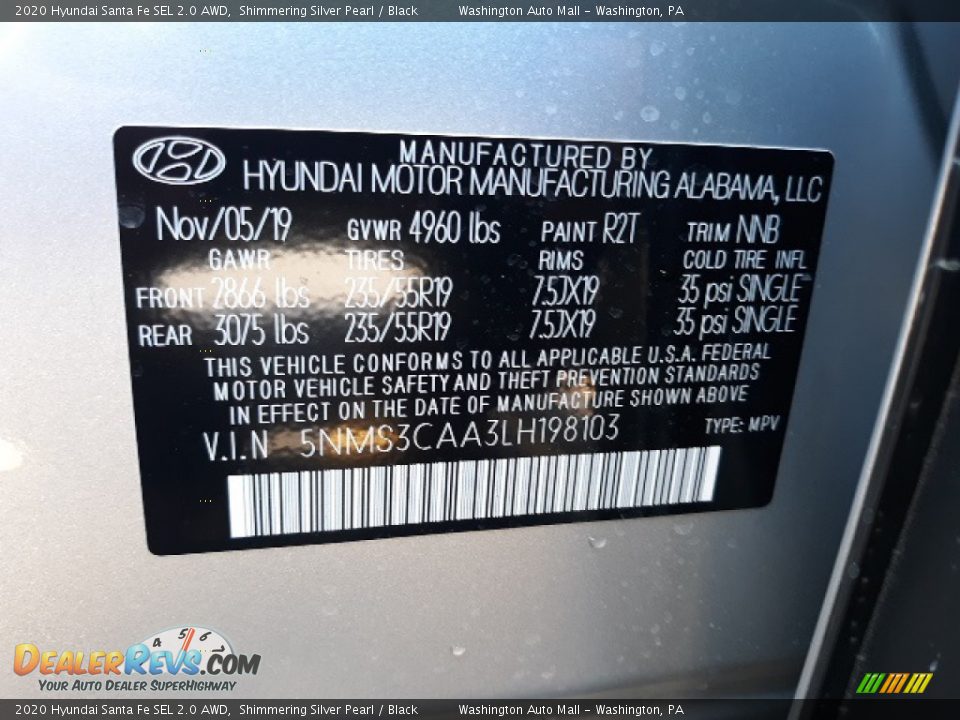 2020 Hyundai Santa Fe SEL 2.0 AWD, Shimmering Silver Pearl / Black Washington Auto Mall - Washington, PA
MANUFACTURED BY
HYUNDAI MOTOR MANUFACTURING ALABAMA, LLC
Nov/05/19 GVWR 4960 lbs PAINT R2T TRIM NNB
GAWR TIRES RIMS COLD TIRE INFL
FRONT 2866 lbs 235/55R19 7.5JX19 35 psi SINGLE
REAR 3075 lbs 235/55R19 7.5JX19 35 psi SINGLE
THIS VEHICLE CONFORMS TO ALL APPLICABLE U.S.A. FEDERAL
MOTOR VEHICLE SAFETY AND THEFT PREVENTION STANDARDS
IN EFFECT ON THE DATE OF MANUFACTURE SHOWN ABOVE
V.I.N 5NMS3CAA3LH198103 TYPE: MPV
4 5 6
DEALERREVS.COM
YOUR AUTO DEALER SUPERHIGHWAY
2020 Hyundai Santa Fe SEL 2.0 AWD, Shimmering Silver Pearl / Black Washington Auto Mall - Washington, PA